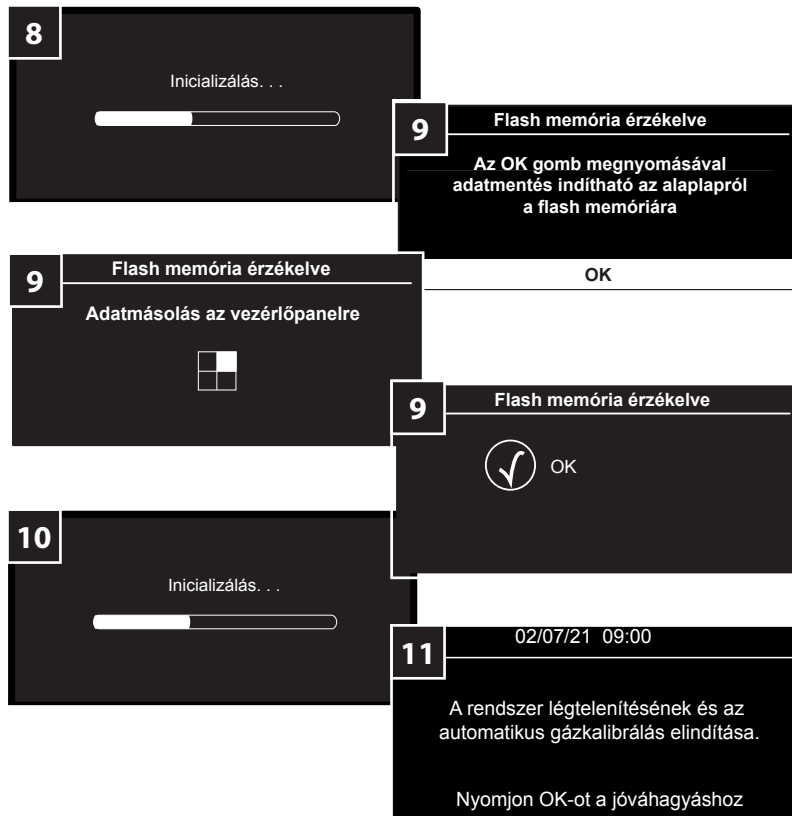 8
Inicializálás. . .
9
Flash memória érzékelve
Az OK gomb megnyomásával
adatmentés indítható az alaplapról
a flash memóriára
OK
9
Flash memória érzékelve
Adatmásolás az vezérlőpanelre
9
Flash memória érzékelve
OK
10
Inicializálás. . .
11
02/07/21 09:00
A rendszer légtelenítésének és az
automatikus gázkalibrálás elindítása.
Nyomjon OK-ot a jóváhagyáshoz